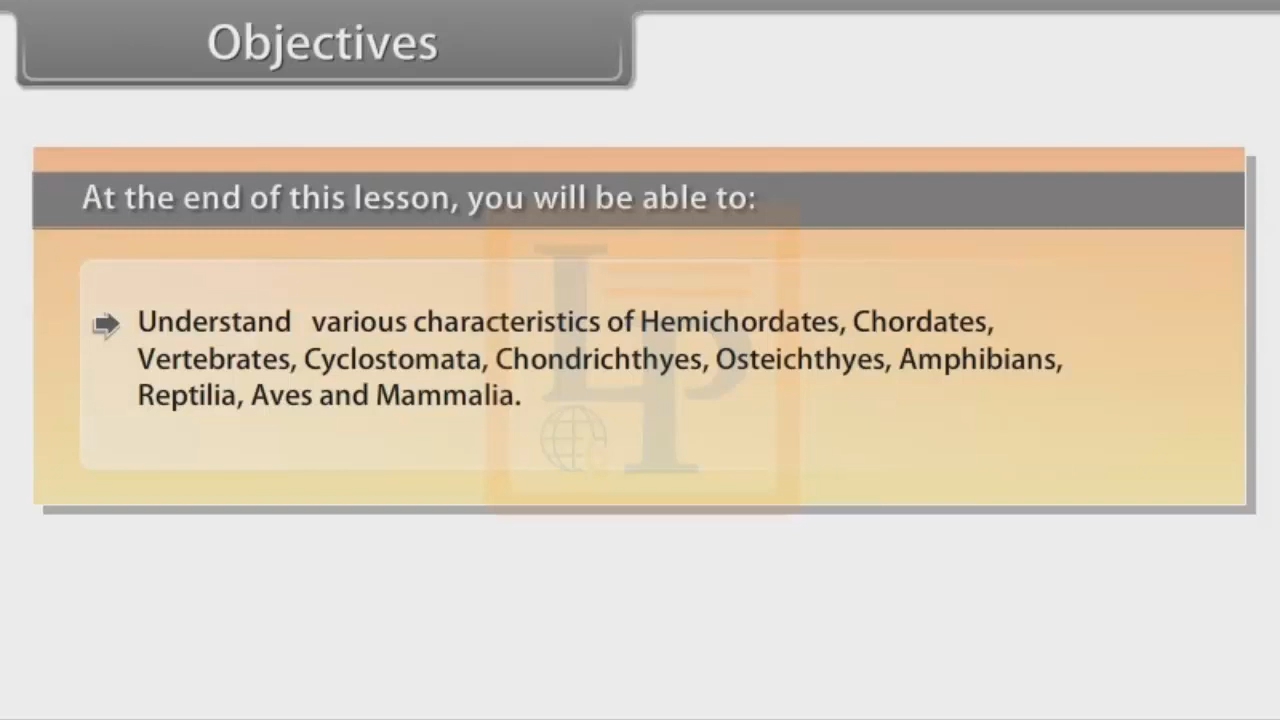 Objectives
At the end of this lesson, you will be able to:
Understand various characteristics of Hemichordates, Chordates,
Vertebrates, Cyclostomata, Chondrichthyes, Osteichthyes, Amphibians,
Reptilia, Aves and Mammalia.